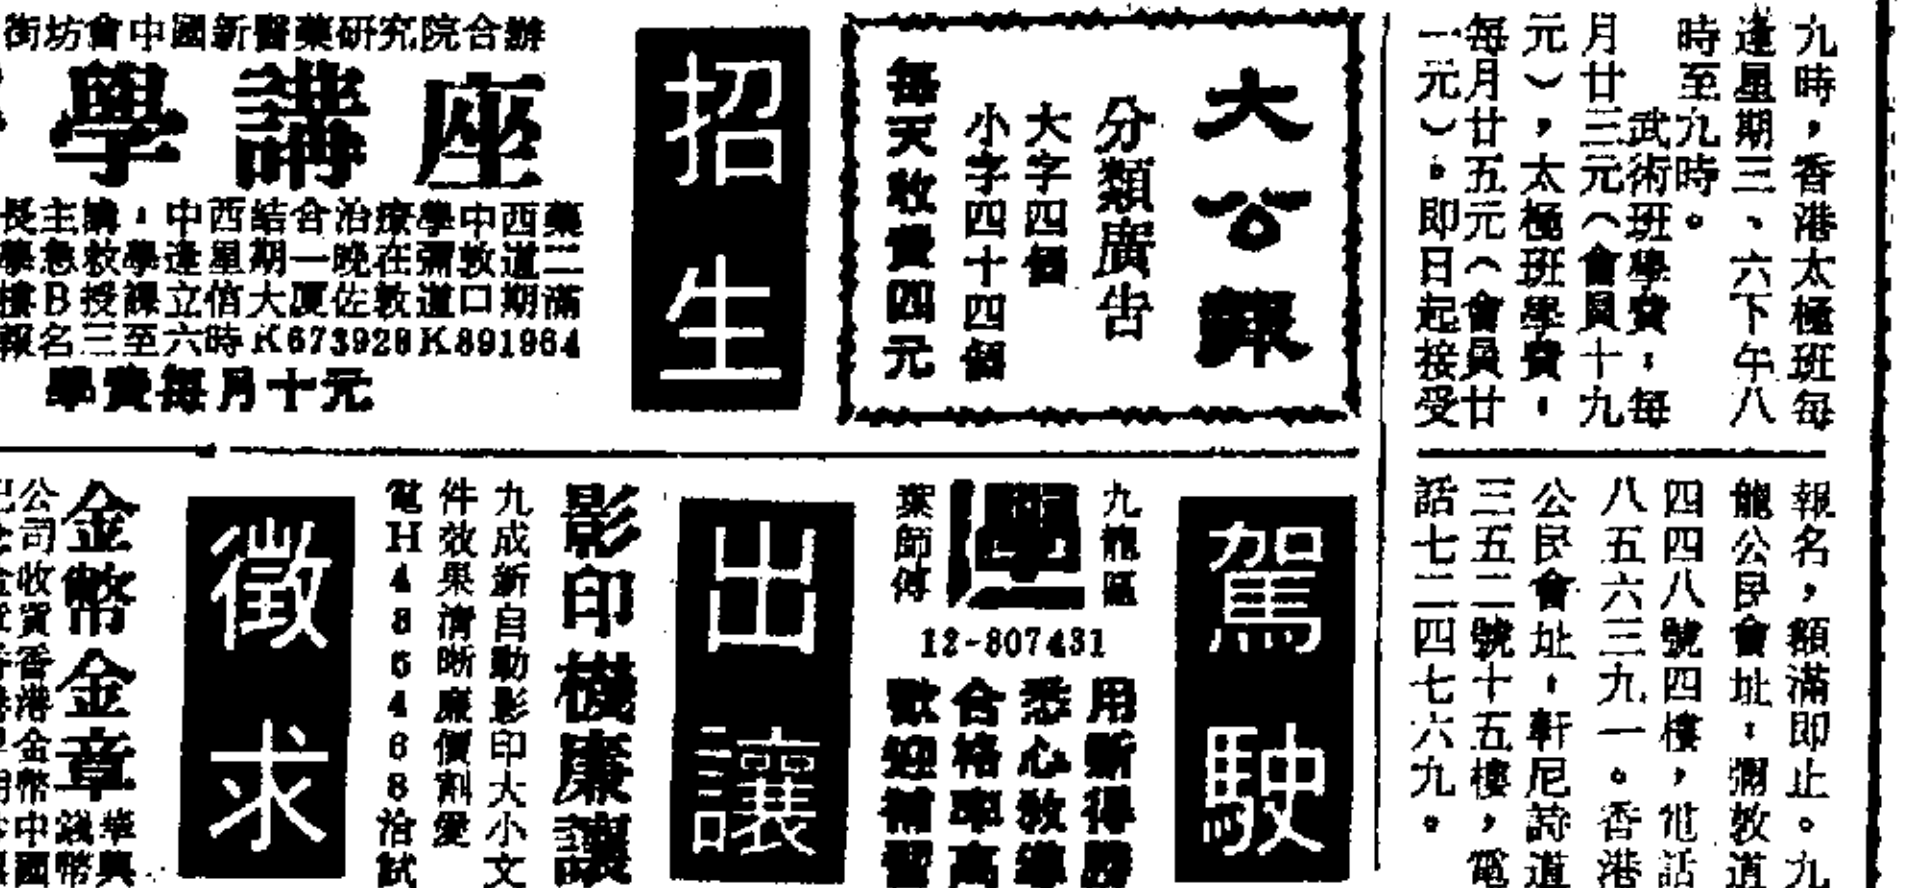 九時，香港太極班每
逢星期三、六下午八
時至九時。
武術班學費：每
月廿三元（會員十九
元），太極班學費，
每月廿五元（會員廿
一元）。即日起接受
報名，額滿即止。九
龍公民會址：彌敦道
四四八號四樓，電話
八五六三九一。香港
公民會址，軒尼詩道
三五二號十五樓，電
話七二四七六九。
大公報
分類廣告
大字四個
小字四十四個
每天收費四元
招生
街坊會中國新醫藥研究院合辦
學講座
長主講：中西結合治療學中西藥
學急救學逢星期一晚在彌敦道二
樓B授課立信大厦佐敦道口期滿
報名三至六時K673928K891964
學費每月十元
駕駛
九龍區
學
葉師傅
12-807431
用新得勝
悉心教導
合格率高
歡迎補習
出讓
影印機廉讓
九成新自動影印大小文
件效果清晰廉價割愛
電H485468洽試
徵求
金幣金章
華興
錢幣
公司收買香港金幣中國